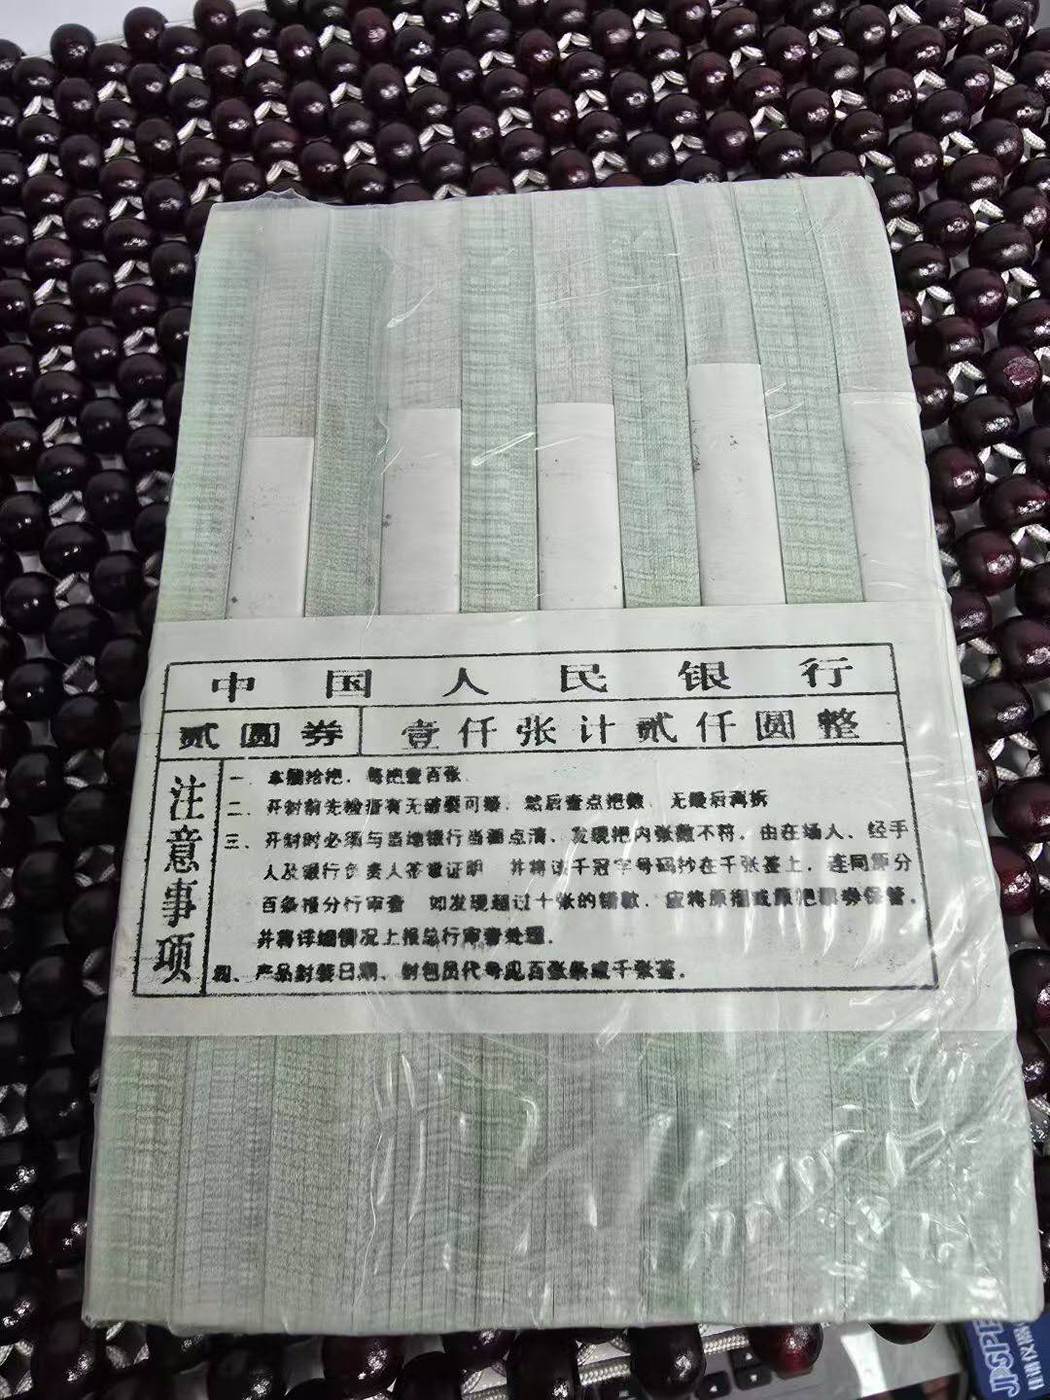 中国人民银行
贰圆券 壹仟张计贰仟圆整
注意事项
一、本捆拾把,每把壹百张.
二、开封前先检查有无破裂可疑,然后查点把数,无疑后再拆
三、开封时必须与当地银行当面点清、发现把内张数不符,由在场人、经手
人及银行负责人签章证明 并将该千冠字号码抄在千张签上,连同原分
百条报分行审查 如发现超过十张的错款,应将原捆或原把票券保管。
并将详细情况上报总行审查处理.
四、产品封装日期、封包员代号见百张条或千张签.